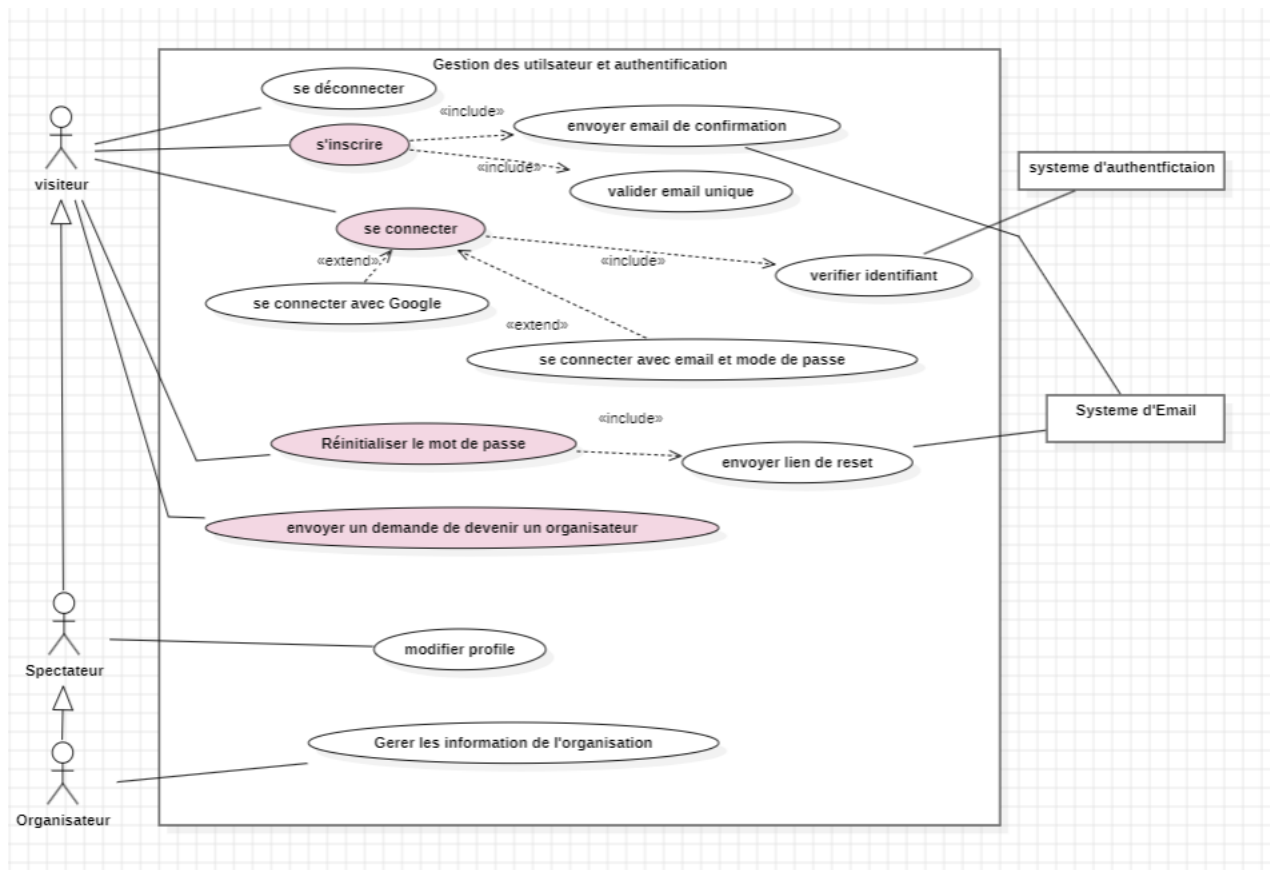 Gestion des utilsateur et authentification
se déconnecter
«include»
envoyer email de confirmation
s'inscrire
«include»
systeme d'authentfictaion
visiteur
valider email unique
se connecter
«extend»
«include»
verifier identifiant
se connecter avec Google
«extend»
se connecter avec email et mode de passe
Systeme d'Email
«include»
Réinitialiser le mot de passe
envoyer lien de reset
envoyer un demande de devenir un organisateur
modifier profile
Spectateur
Gerer les information de l'organisation
Organisateur